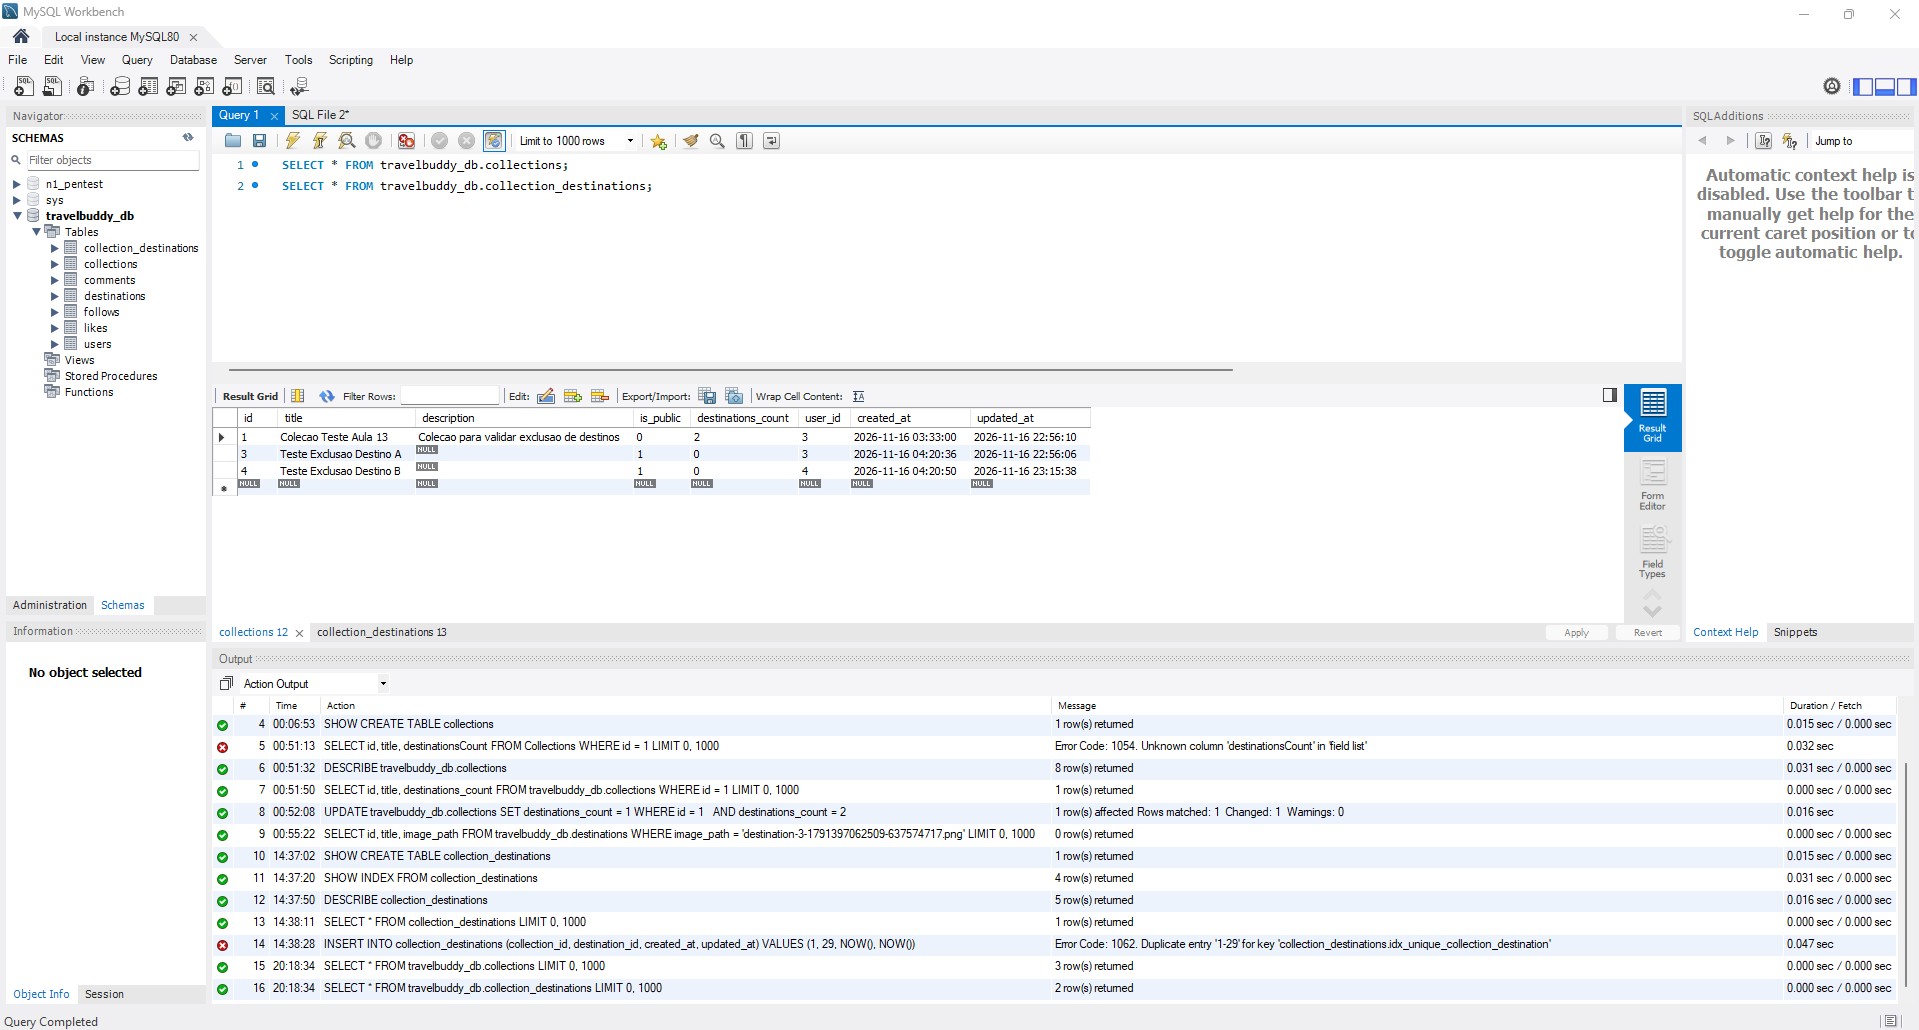 MySQL Workbench
Local instance MySQL80
File Edit View Query Database Server Tools Scripting Help
Navigator
SCHEMAS
Filter objects
n1_pentest
sys
travelbuddy_db
Tables
collection_destinations
collections
comments
destinations
follows
likes
users
Views
Stored Procedures
Functions
Administration Schemas
Information
No object selected
Object Info Session
Query 1 SQL File 2*
Limit to 1000 rows
1 SELECT * FROM travelbuddy_db.collections;
2 SELECT * FROM travelbuddy_db.collection_destinations;
Result Grid Filter Rows: Edit: Export/Import: Wrap Cell Content:
id title description is_public destinations_count user_id created_at updated_at
1 Colecao Teste Aula 13 Colecao para validar exclusao de destinos 0 2 3 2026-11-16 03:33:00 2026-11-16 22:56:10
3 Teste Exclusao Destino A NULL 1 0 3 2026-11-16 04:20:36 2026-11-16 22:56:06
4 Teste Exclusao Destino B NULL 1 0 4 2026-11-16 04:20:50 2026-11-16 23:15:38
NULL NULL NULL NULL NULL NULL NULL NULL
Result Grid
Form Editor
Field Types
collections 12 collection_destinations 13
Apply Revert
SQLAdditions
Jump to
Automatic context help is
disabled. Use the toolbar t
manually get help for the
current caret position or to
toggle automatic help.
Context Help Snippets
Output
Action Output
# Time Action Message Duration / Fetch
4 00:06:53 SHOW CREATE TABLE collections 1 row(s) returned 0.015 sec / 0.000 sec
5 00:51:13 SELECT id, title, destinationsCount FROM Collections WHERE id = 1 LIMIT 0, 1000 Error Code: 1054. Unknown column 'destinationsCount' in 'field list' 0.032 sec
6 00:51:32 DESCRIBE travelbuddy_db.collections 8 row(s) returned 0.031 sec / 0.000 sec
7 00:51:50 SELECT id, title, destinations_count FROM travelbuddy_db.collections WHERE id = 1 LIMIT 0, 1000 1 row(s) returned 0.000 sec / 0.000 sec
8 00:52:08 UPDATE travelbuddy_db.collections SET destinations_count = 1 WHERE id = 1 AND destinations_count = 2 1 row(s) affected Rows matched: 1 Changed: 1 Warnings: 0 0.016 sec
9 00:55:22 SELECT id, title, image_path FROM travelbuddy_db.destinations WHERE image_path = 'destination-3-1791397062509-637574717.png' LIMIT 0, 1000 0 row(s) returned 0.000 sec / 0.000 sec
10 14:37:02 SHOW CREATE TABLE collection_destinations 1 row(s) returned 0.015 sec / 0.000 sec
11 14:37:20 SHOW INDEX FROM collection_destinations 4 row(s) returned 0.031 sec / 0.000 sec
12 14:37:50 DESCRIBE collection_destinations 5 row(s) returned 0.016 sec / 0.000 sec
13 14:38:11 SELECT * FROM collection_destinations LIMIT 0, 1000 1 row(s) returned 0.000 sec / 0.000 sec
14 14:38:28 INSERT INTO collection_destinations (collection_id, destination_id, created_at, updated_at) VALUES (1, 29, NOW(), NOW()) Error Code: 1062. Duplicate entry '1-29' for key 'collection_destinations.idx_unique_collection_destination' 0.047 sec
15 20:18:34 SELECT * FROM travelbuddy_db.collections LIMIT 0, 1000 3 row(s) returned 0.000 sec / 0.000 sec
16 20:18:34 SELECT * FROM travelbuddy_db.collection_destinations LIMIT 0, 1000 2 row(s) returned 0.000 sec / 0.000 sec
Query Completed